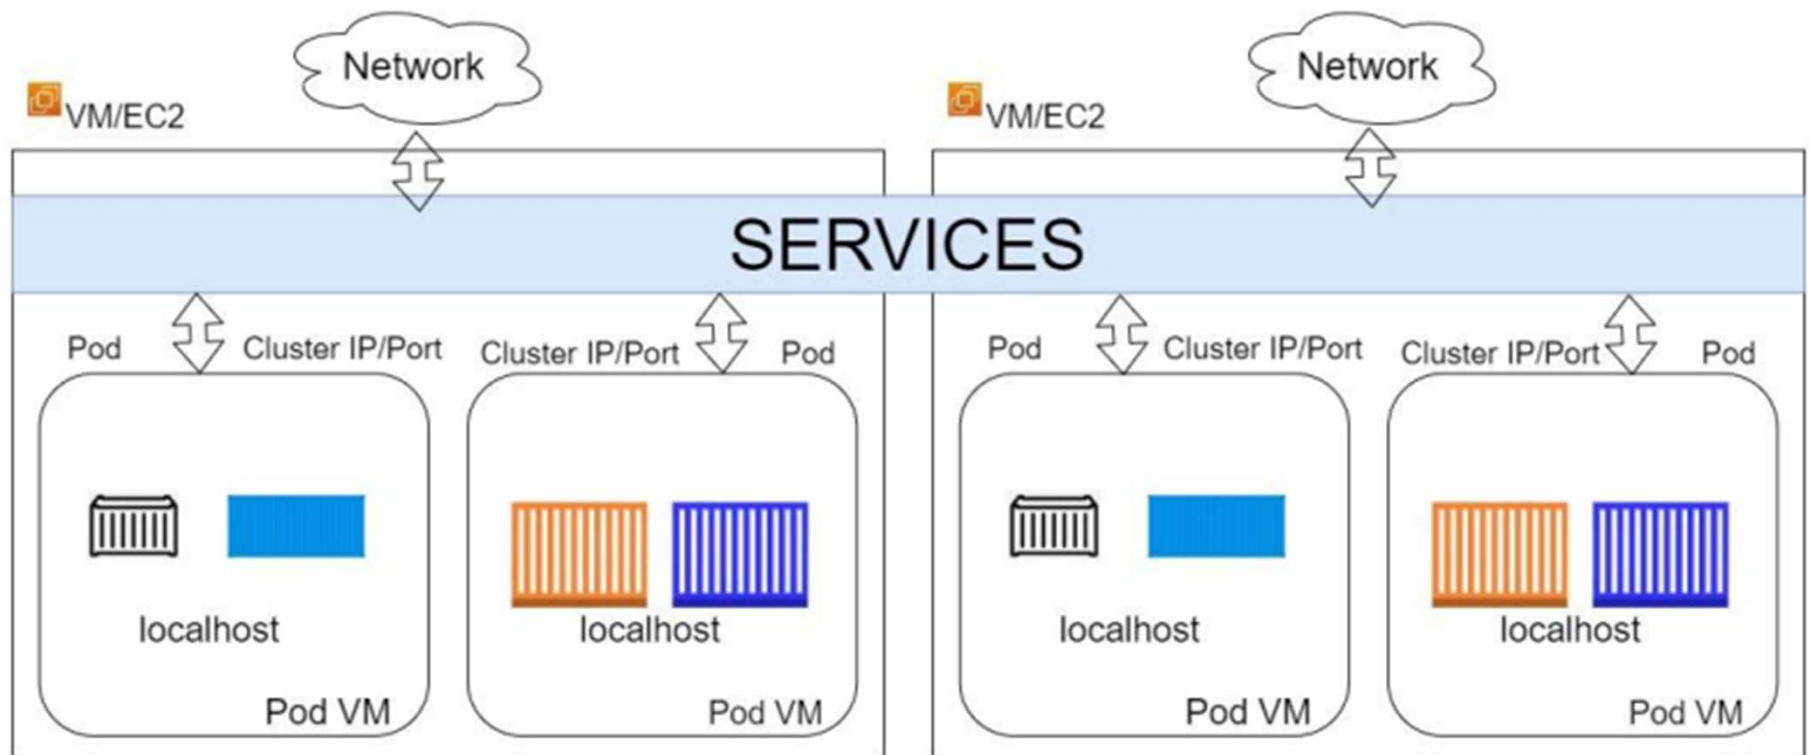 Network
Network
VM/EC2
VM/EC2
SERVICES
Pod
Cluster IP/Port
Cluster IP/Port
Pod
Pod
Cluster IP/Port
Cluster IP/Port
Pod
localhost
localhost
localhost
localhost
Pod VM
Pod VM
Pod VM
Pod VM